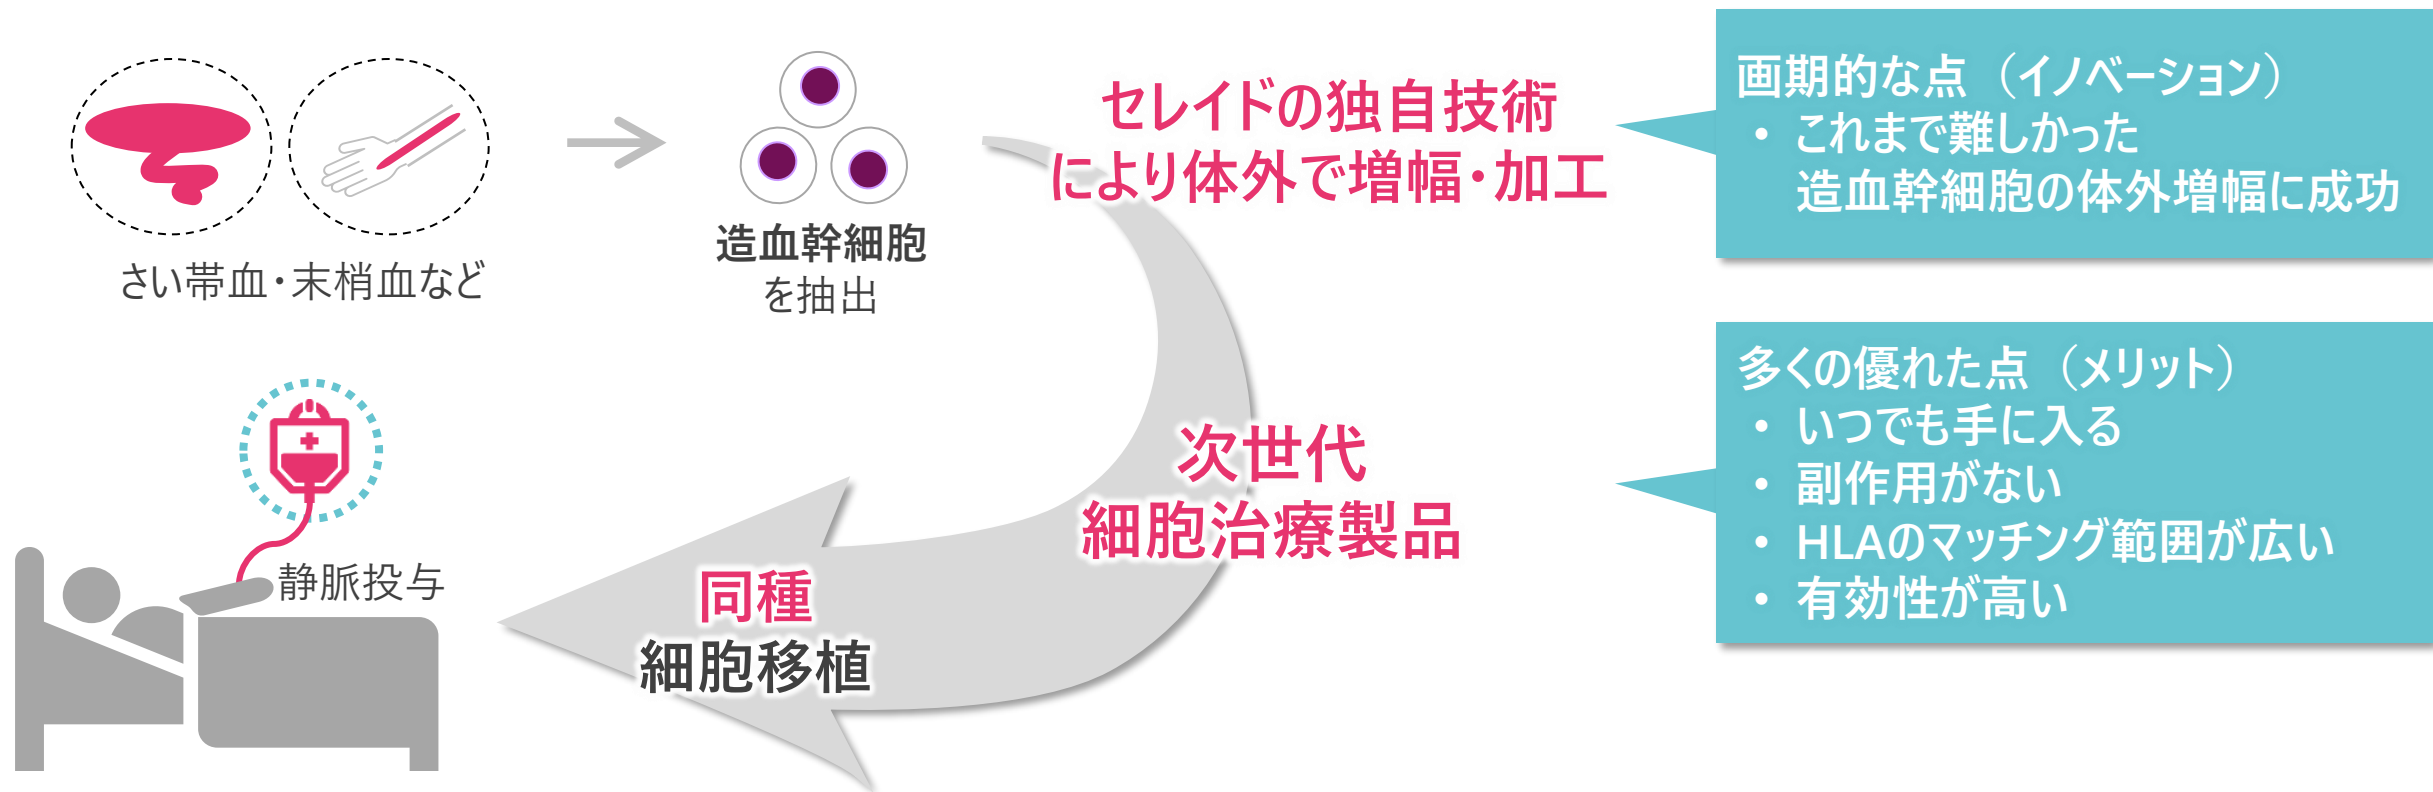 さい帯血・末梢血など
造血幹細胞
を抽出
セレイドの独自技術
により体外で増幅・加工
画期的な点（イノベーション）
• これまで難しかった
造血幹細胞の体外増幅に成功
次世代
細胞治療製品
多くの優れた点（メリット）
• いつでも手に入る
• 副作用がない
• HLAのマッチング範囲が広い
• 有効性が高い
同種
細胞移植
静脈投与